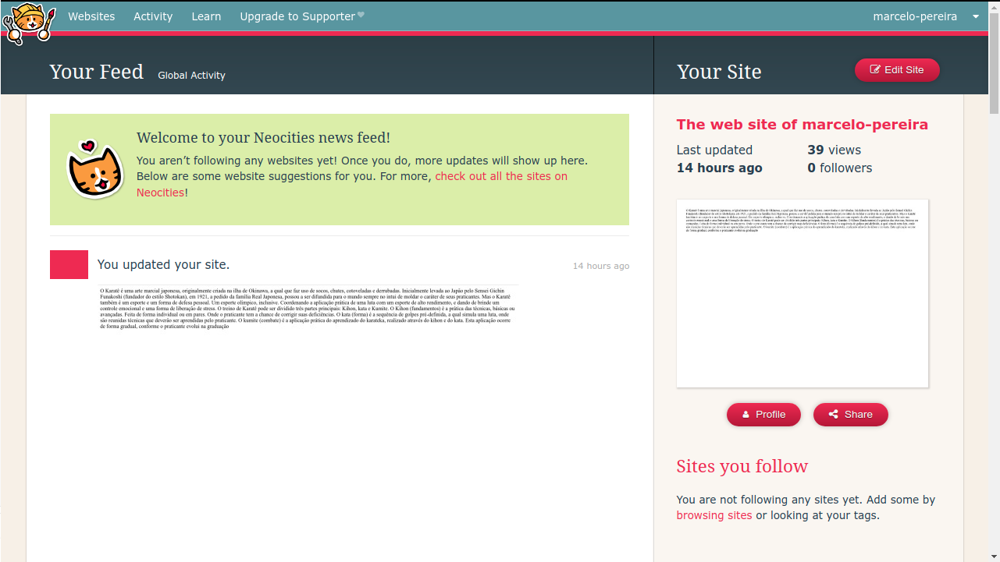 Websites Activity Learn Upgrade to Supporter marcelo-pereira
Your Feed Global Activity
Welcome to your Neocities news feed!
You aren’t following any websites yet! Once you do, more updates will show up here.
Below are some website suggestions for you. For more, check out all the sites on
Neocities!
You updated your site. 14 hours ago
O Karatê é uma arte marcial japonesa, originalmente criada na ilha de Okinawa, a qual que faz uso de socos, chutes, cotoveladas e derrubadas. Inicialmente levada ao Japão pelo Sensei Gichin
Funakoshi (fundador do estilo Shotokan), em 1921, a pedido da família Real Japonesa, possou a ser difundida para o mundo sempre no intui de moldar o caráter de seus praticantes. Mas o Karatê
também é um esporte e um forma de defesa pessoal. Um esporte olímpico, inclusive. Coordenando a aplicação prática de uma luta com um esporte de alto rendimento, e dando de brinde um
controle emocional e uma forma de liberação de stress. O treino de Karatê pode ser dividido três partes principais: Kihon, kata e Kumite. O Kihon (fundamentos) é a prática das técnicas, básicas ou
avançadas. Feita de forma individual ou em pares. Onde o praticante tem a chance de corrigir suas deficiências. O kata (forma) é a sequência de golpes pré-definida, a qual simula uma luta, onde
são reunidas técnicas que deverão ser aprendidas pelo praticante. O kumite (combate) é a aplicação prática do aprendizado do karateka, realizado através do kihon e do kata. Esta aplicação ocorre
de forma gradual, conforme o praticante evolui na graduação
Your Site Edit Site
The web site of marcelo-pereira
Last updated 39 views
14 hours ago 0 followers
Profile Share
Sites you follow
You are not following any sites yet. Add some by
browsing sites or looking at your tags.